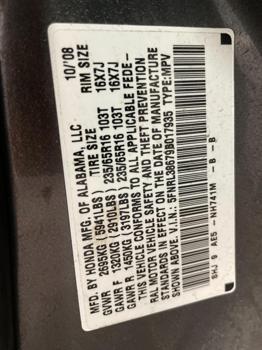 MFD. BY HONDA MFG. OF ALABAMA, LLC 10/'08
TIRE SIZE RIM SIZE
GVWR 2695KG (5941LBS)
GAWR F 1320KG (2910LBS) 235/65R16 103T 16X7J
GAWR R 1450KG (3197LBS) 235/65R16 103T 16X7J
THIS VEHICLE CONFORMS TO ALL APPLICABLE FEDE-
RAL MOTOR VEHICLE SAFETY AND THEFT PREVENTION
STANDARDS IN EFFECT ON THE DATE OF MANUFACTURE
SHOWN ABOVE. V.I.N.: 5FNRL38679B017935 TYPE:MPV
SHJ 9 AE5 - NH741M - B - B